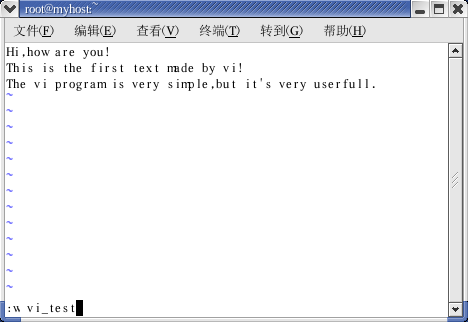 root@myhost:~
文件(F) 编辑(E) 查看(V) 终端(T) 转到(G) 帮助(H)
Hi,how are you!
This is the first text made by vi!
The vi program is very simple,but it's very userfull.
~
~
~
~
~
~
~
~
~
~
~
~
~
:w vi_test